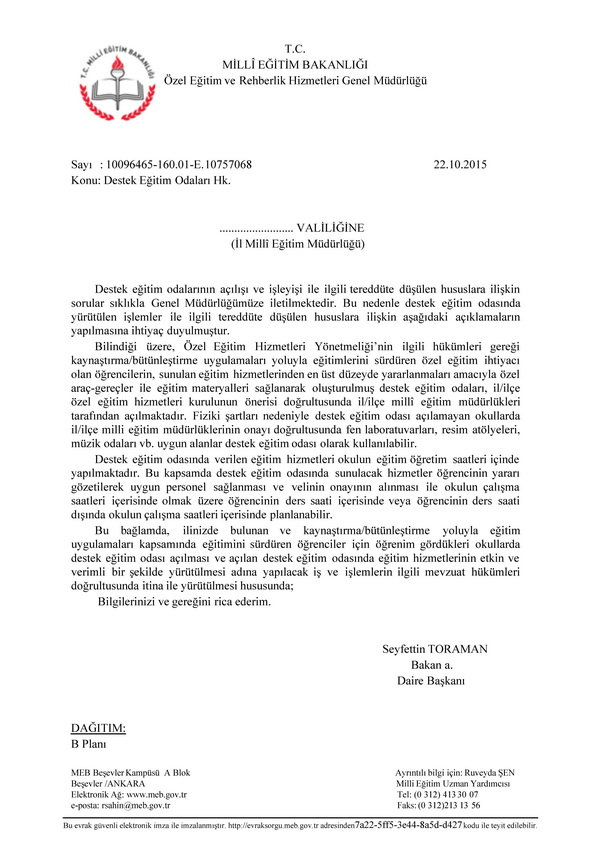 T.C. MİLLÎ EĞİTİM BAKANLIĞI
T.C.
MİLLÎ EĞİTİM BAKANLIĞI
Özel Eğitim ve Rehberlik Hizmetleri Genel Müdürlüğü
Sayı : 10096465-160.01-E.10757068 22.10.2015
Konu: Destek Eğitim Odaları Hk.
......................... VALİLİĞİNE
(İl Millî Eğitim Müdürlüğü)
Destek eğitim odalarının açılışı ve işleyişi ile ilgili tereddüte düşülen hususlara ilişkin
sorular sıklıkla Genel Müdürlüğümüze iletilmektedir. Bu nedenle destek eğitim odasında
yürütülen işlemler ile ilgili tereddüte düşülen hususlara ilişkin aşağıdaki açıklamaların
yapılmasına ihtiyaç duyulmuştur.
Bilindiği üzere, Özel Eğitim Hizmetleri Yönetmeliği’nin ilgili hükümleri gereği
kaynaştırma/bütünleştirme uygulamaları yoluyla eğitimlerini sürdüren özel eğitim ihtiyacı
olan öğrencilerin, sunulan eğitim hizmetlerinden en üst düzeyde yararlanmaları amacıyla özel
araç-gereçler ile eğitim materyalleri sağlanarak oluşturulmuş destek eğitim odaları, il/ilçe
özel eğitim hizmetleri kurulunun önerisi doğrultusunda il/ilçe millî eğitim müdürlükleri
tarafından açılmaktadır. Fiziki şartları nedeniyle destek eğitim odası açılamayan okullarda
il/ilçe milli eğitim müdürlüklerinin onayı doğrultusunda fen laboratuvarları, resim atölyeleri,
müzik odaları vb. uygun alanlar destek eğitim odası olarak kullanılabilir.
Destek eğitim odasında verilen eğitim hizmetleri okulun eğitim öğretim saatleri içinde
yapılmaktadır. Bu kapsamda destek eğitim odasında sunulacak hizmetler öğrencinin yararı
gözetilerek uygun personel sağlanması ve velinin onayının alınması ile okulun çalışma
saatleri içerisinde olmak üzere öğrencinin ders saati içerisinde veya öğrencinin ders saati
dışında okulun çalışma saatleri içerisinde planlanabilir.
Bu bağlamda, ilinizde bulunan ve kaynaştırma/bütünleştirme yoluyla eğitim
uygulamaları kapsamında eğitimini sürdüren öğrenciler için öğrenim gördükleri okullarda
destek eğitim odası açılması ve açılan destek eğitim odasında eğitim hizmetlerinin etkin ve
verimli bir şekilde yürütülmesi adına yapılacak iş ve işlemlerin ilgili mevzuat hükümleri
doğrultusunda itina ile yürütülmesi hususunda;
Bilgilerinizi ve gereğini rica ederim.
Seyfettin TORAMAN
Bakan a.
Daire Başkanı
DAĞITIM:
B Planı
MEB Beşevler Kampüsü A Blok Ayrıntılı bilgi için: Ruveyda ŞEN
Beşevler /ANKARA Milli Eğitim Uzman Yardımcısı
Elektronik Ağ: www.meb.gov.tr Tel: (0 312) 413 30 07
e-posta: rsahin@meb.gov.tr Faks: (0 312)213 13 56
Bu evrak güvenli elektronik imza ile imzalanmıştır. http://evraksorgu.meb.gov.tr adresinden7a22-5ff5-3e44-8a5d-d427 kodu ile teyit edilebilir.